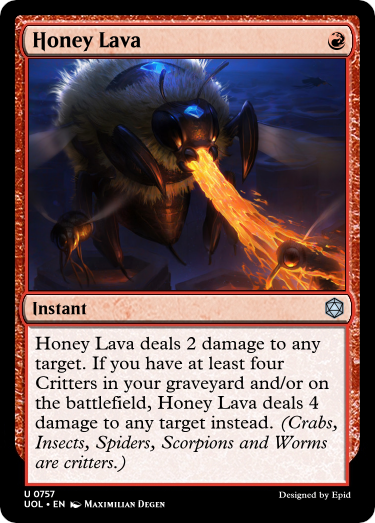 Honey Lava
Instant
Honey Lava deals 2 damage to any
target. If you have at least four
Critters in your graveyard and/or on
the battlefield, Honey Lava deals 4
damage to any target instead. (Crabs,
Insects, Spiders, Scorpions and Worms
are critters.)
U 0757
UOL • EN Maximilian Degen
Designed by Epid